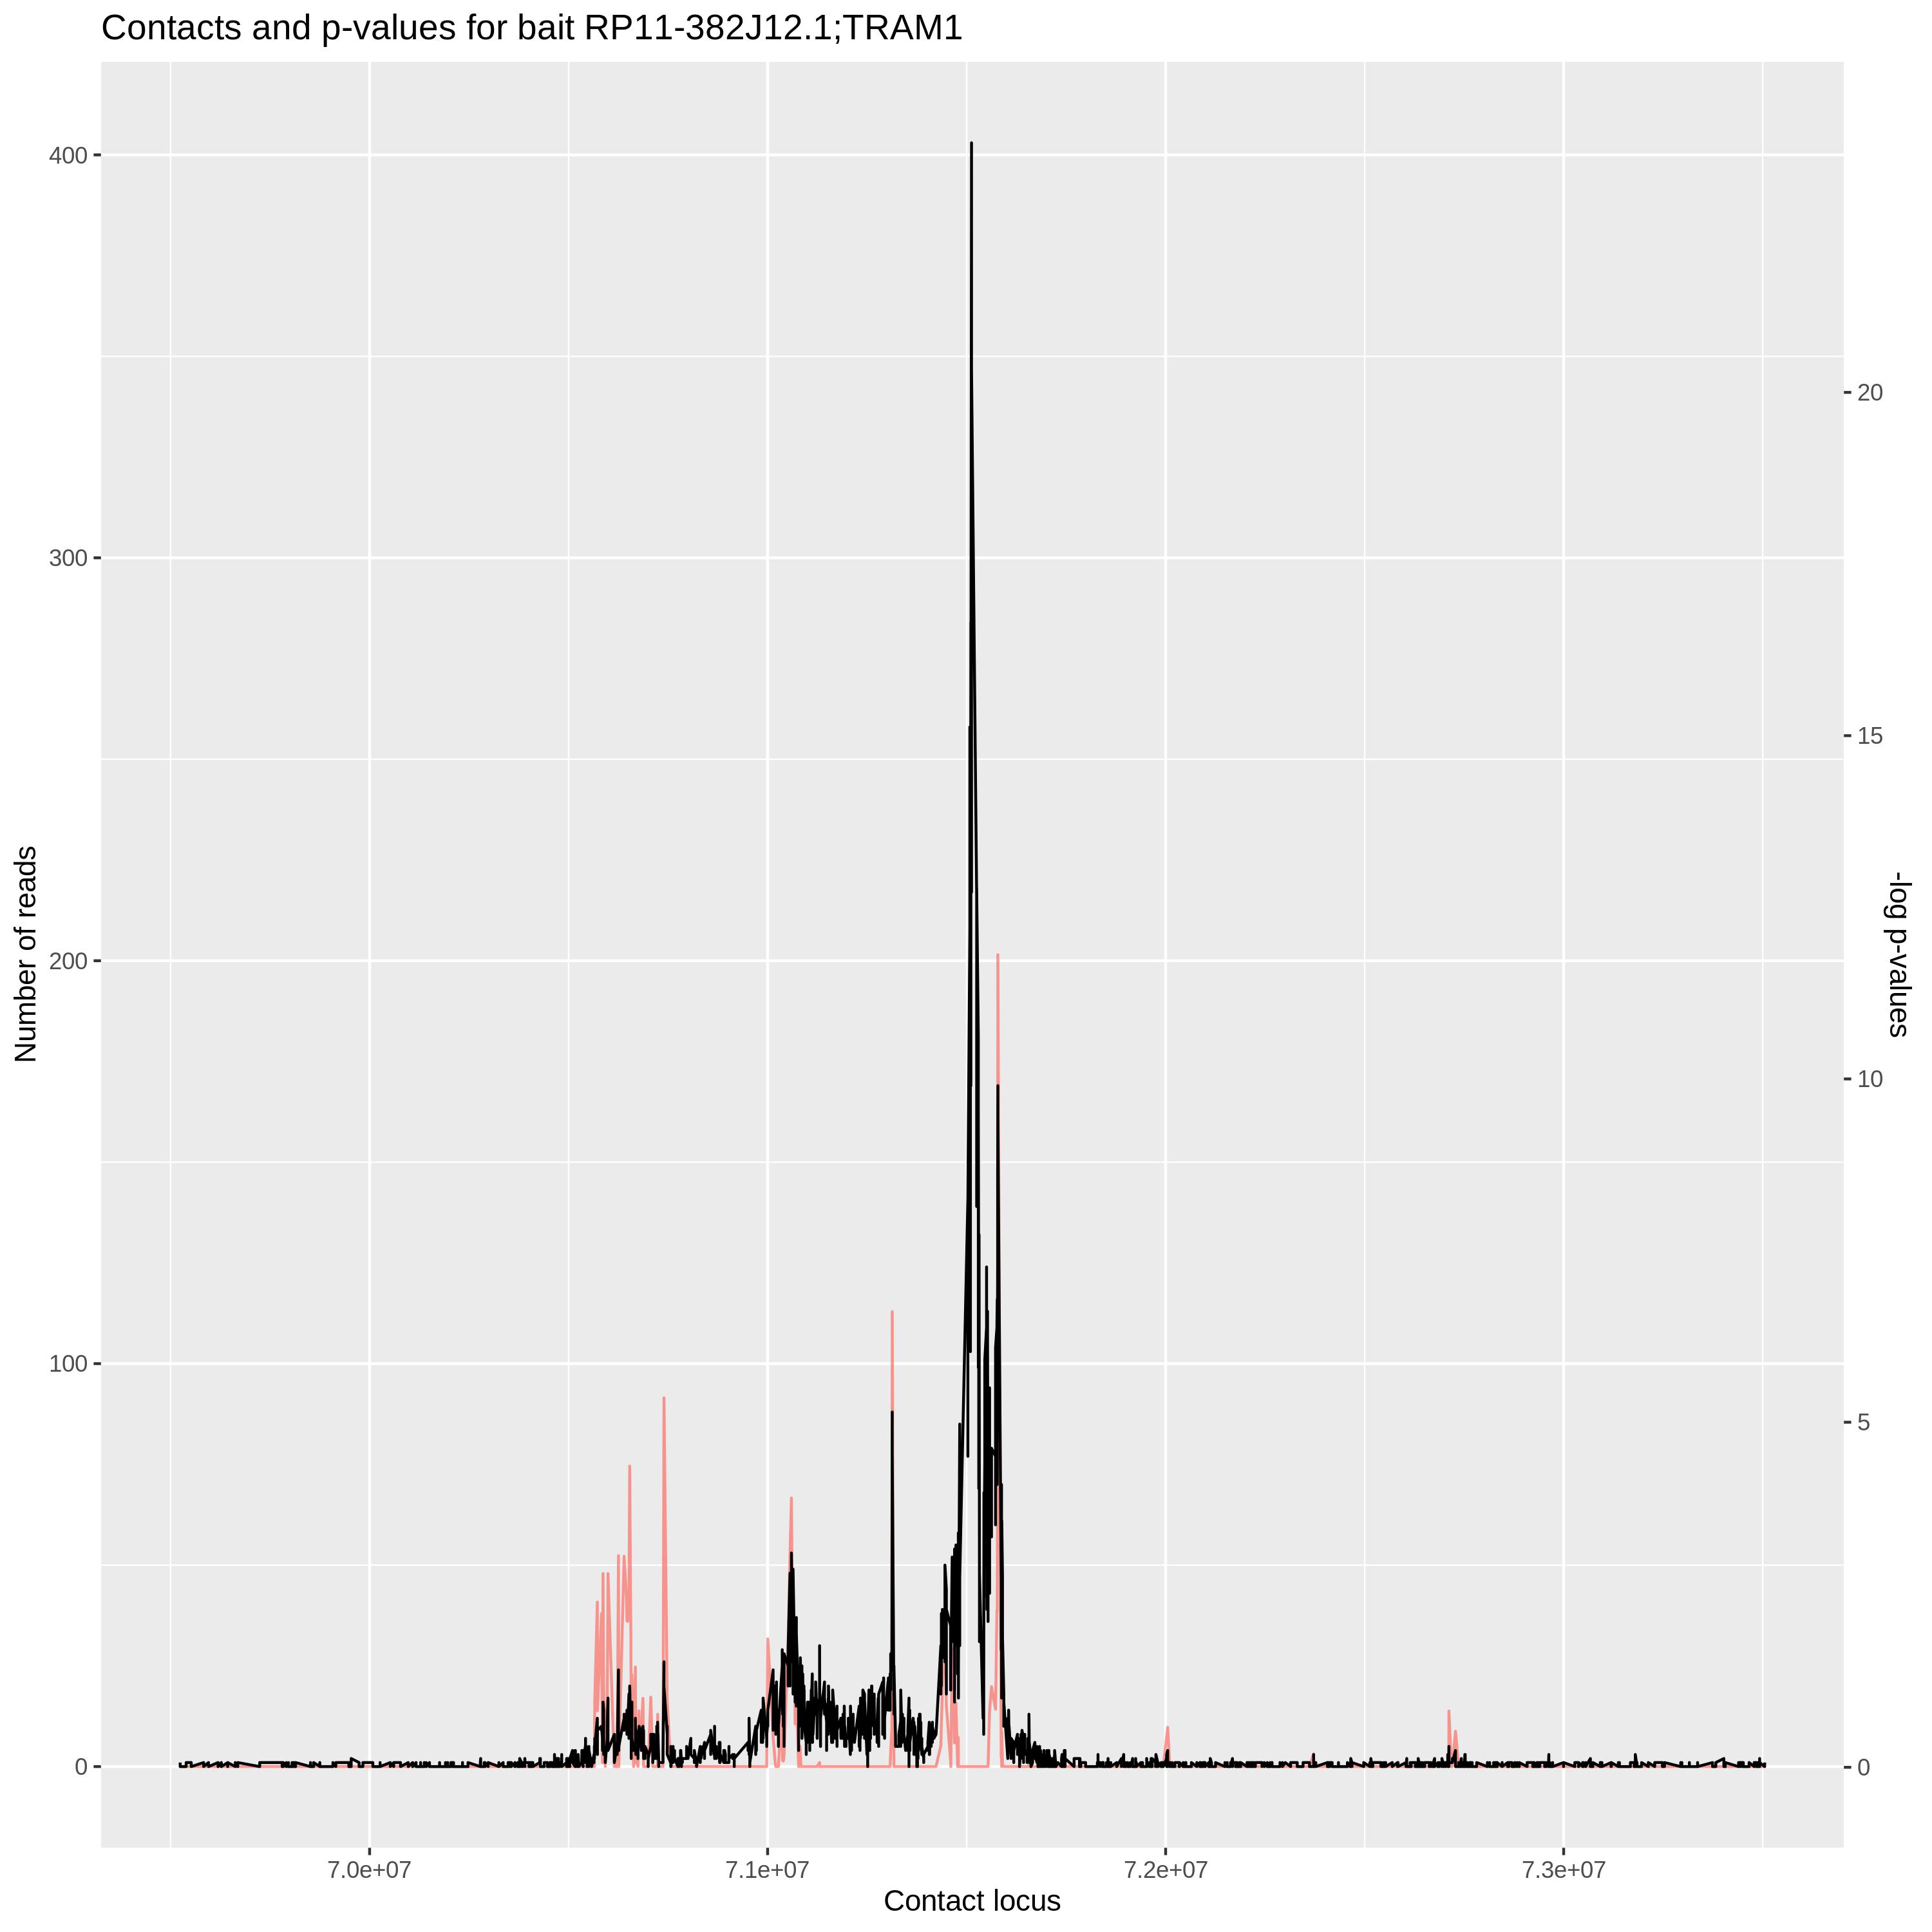 Contacts and p-values for bait RP11-382J12.1;TRAM1
400
300
200
100
0
Number of reads
20
15
10
5
0
-log p-values
7.0e+07 7.1e+07 7.2e+07 7.3e+07
Contact locus